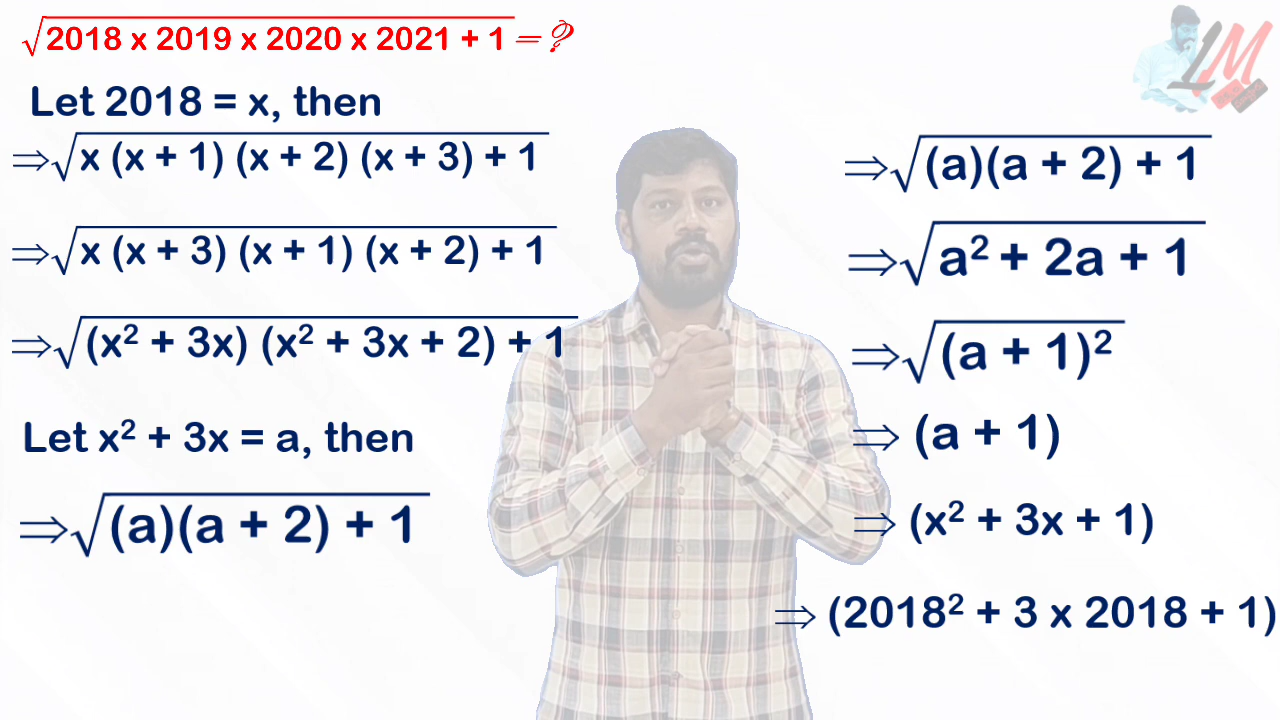 √2018 x 2019 x 2020 x 2021 + 1 = ?
Let 2018 = x, then
⇒√x (x + 1) (x + 2) (x + 3) + 1
⇒√x (x + 3) (x + 1) (x + 2) + 1
⇒√(x² + 3x) (x² + 3x + 2) + 1
Let x² + 3x = a, then
⇒√(a)(a + 2) + 1
LM
⇒√(a)(a + 2) + 1
⇒√a² + 2a + 1
⇒√(a + 1)²
⇒ (a + 1)
⇒ (x² + 3x + 1)
⇒ (2018² + 3 x 2018 + 1)